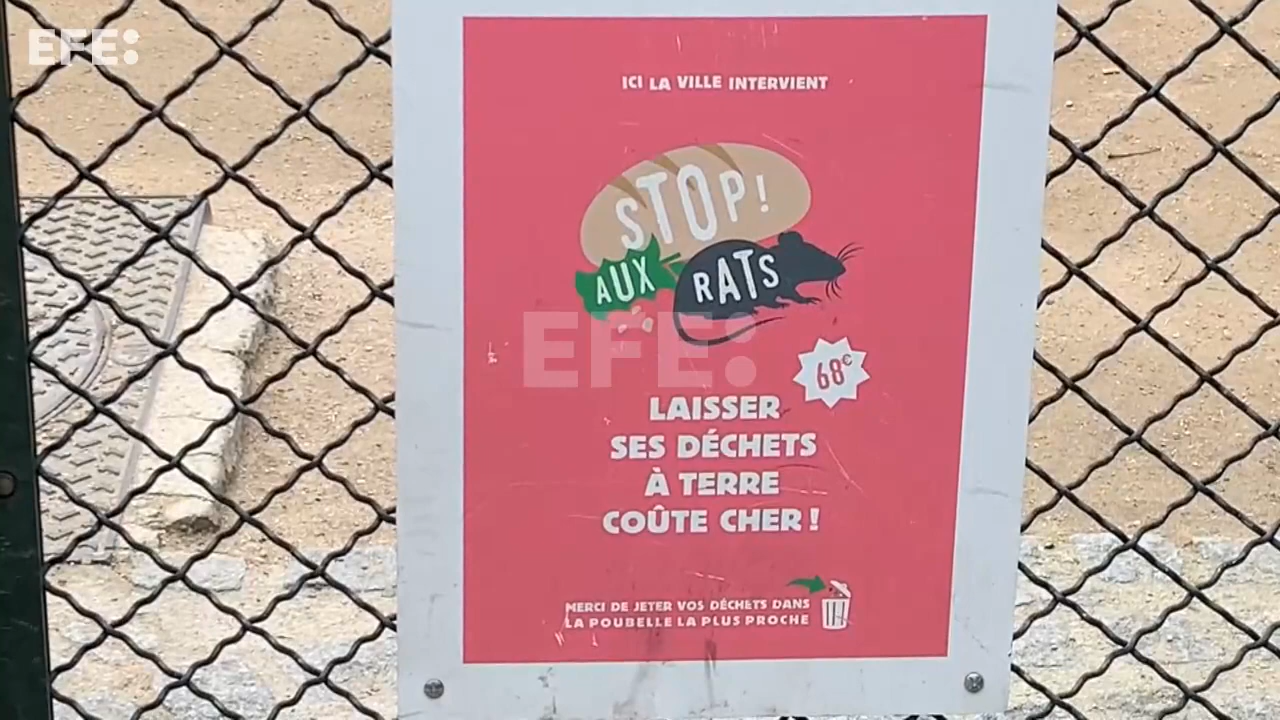 EFE:
ICI LA VILLE INTERVIENT
STOP!
AUX RATS
EFE:
68€
LAISSER
SES DÉCHETS
À TERRE
COÛTE CHER !
MERCI DE JETER VOS DÉCHETS DANS
LA POUBELLE LA PLUS PROCHE